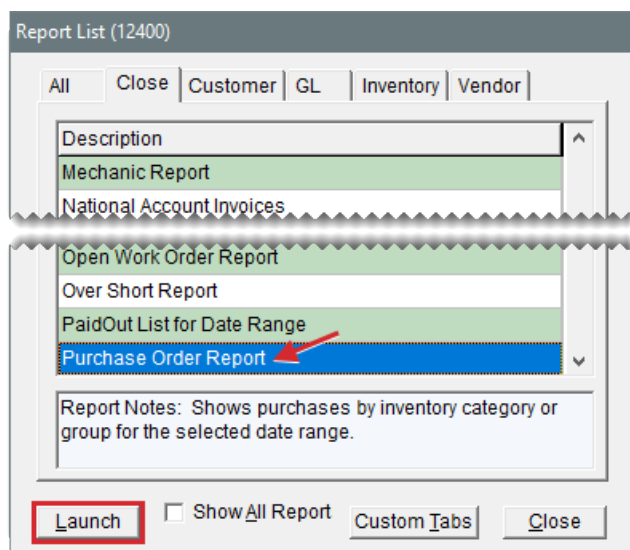 Report List (12400)
All Close Customer GL Inventory Vendor
Description
Mechanic Report
National Account Invoices
Open Work Order Report
Over Short Report
PaidOut List for Date Range
Purchase Order Report
Report Notes: Shows purchases by inventory category or
group for the selected date range.
Launch Show All Report Custom Tabs Close